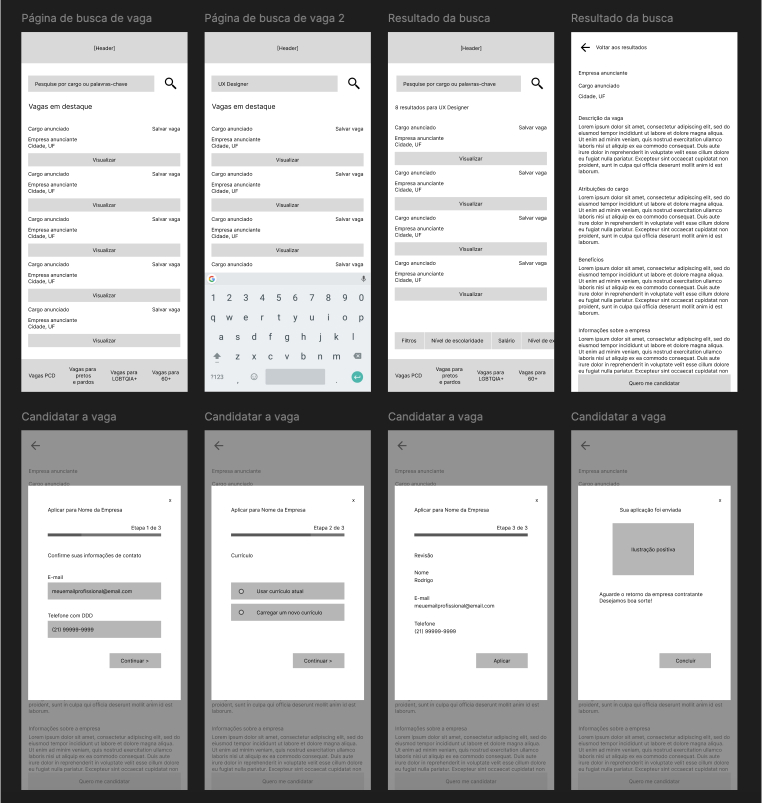 Página de busca de vaga
[Header]
Pesquise por cargo ou palavras-chave
Vagas em destaque
Cargo anunciado
Salvar vaga
Empresa anunciante
Cidade, UF
Visualizar
Cargo anunciado
Salvar vaga
Empresa anunciante
Cidade, UF
Visualizar
Cargo anunciado
Salvar vaga
Empresa anunciante
Cidade, UF
Visualizar
Cargo anunciado
Salvar vaga
Empresa anunciante
Cidade, UF
Visualizar
Empresa anunciante
Cidade, UF
Visualizar
Vagas PCD
Vagas para
pretos
e pardos
Vagas para
LGBTQIA+
Vagas para
60+
Página de busca de vaga 2
[Header]
UX Designer
Vagas em destaque
Cargo anunciado
Salvar vaga
Empresa anunciante
Cidade, UF
Visualizar
Cargo anunciado
Salvar vaga
Empresa anunciante
Cidade, UF
Visualizar
Cargo anunciado
Salvar vaga
Empresa anunciante
Cidade, UF
Visualizar
Cargo anunciado
Salvar vaga
G
1 2 3 4 5 6 7 8 9 0
q w e r t y u i o p
a s d f g h j k l
z x c v b n m
?123 , .
Resultado da busca
[Header]
Pesquise por cargo ou palavras-chave
8 resultados para UX Designer
Cargo anunciado
Salvar vaga
Empresa anunciante
Cidade, UF
Visualizar
Cargo anunciado
Salvar vaga
Empresa anunciante
Cidade, UF
Visualizar
Cargo anunciado
Salvar vaga
Empresa anunciante
Cidade, UF
Visualizar
Cargo anunciado
Salvar vaga
Empresa anunciante
Cidade, UF
Visualizar
Filtros
Nível de escolaridade
Salário
Nível de ex
Vagas PCD
Vagas para
pretos
e pardos
Vagas para
LGBTQIA+
Vagas para
60+
Resultado da busca
Voltar aos resultados
Empresa anunciante
Cargo anunciado
Cidade, UF
Descrição da vaga
Lorem ipsum dolor sit amet, consectetur adipiscing elit, sed do
eiusmod tempor incididunt ut labore et dolore magna aliqua.
Ut enim ad minim veniam, quis nostrud exercitation ullamco
laboris nisi ut aliquip ex ea commodo consequat. Duis aute
irure dolor in reprehenderit in voluptate velit esse cillum dolore
eu fugiat nulla pariatur. Excepteur sint occaecat cupidatat non
proident, sunt in culpa qui officia deserunt mollit anim id est
laborum.
Atribuições do cargo
Lorem ipsum dolor sit amet, consectetur adipiscing elit, sed do
eiusmod tempor incididunt ut labore et dolore magna aliqua.
Ut enim ad minim veniam, quis nostrud exercitation ullamco
laboris nisi ut aliquip ex ea commodo consequat. Duis aute
irure dolor in reprehenderit in voluptate velit esse cillum dolore
eu fugiat nulla pariatur. Excepteur sint occaecat cupidatat non
proident, sunt in culpa qui officia deserunt mollit anim id est
laborum.
Benefícios
Lorem ipsum dolor sit amet, consectetur adipiscing elit, sed do
eiusmod tempor incididunt ut labore et dolore magna aliqua.
Ut enim ad minim veniam, quis nostrud exercitation ullamco
laboris nisi ut aliquip ex ea commodo consequat. Duis aute
irure dolor in reprehenderit in voluptate velit esse cillum dolore
eu fugiat nulla pariatur. Excepteur sint occaecat cupidatat non
proident, sunt in culpa qui officia deserunt mollit anim id est
laborum.
Informações sobre a empresa
Lorem ipsum dolor sit amet, consectetur adipiscing elit, sed do
eiusmod tempor incididunt ut labore et dolore magna aliqua.
Ut enim ad minim veniam, quis nostrud exercitation ullamco
laboris nisi ut aliquip ex ea commodo consequat. Duis aute
irure dolor in reprehenderit in voluptate velit esse cillum dolore
eu fugiat nulla pariatur. Excepteur sint occaecat cupidatat non
Quero me candidatar
Candidatar a vaga
Empresa anunciante
Cargo anunciado
x
Aplicar para Nome da Empresa
Etapa 1 de 3
Confirme suas informações de contato
E-mail
meuemailprofissional@email.com
Telefone com DDD
(21) 99999-9999
Continuar >
proident, sunt in culpa qui officia deserunt mollit anim id est
laborum.
Informações sobre a empresa
Lorem ipsum dolor sit amet, consectetur adipiscing elit, sed do
eiusmod tempor incididunt ut labore et dolore magna aliqua.
Ut enim ad minim veniam, quis nostrud exercitation ullamco
laboris nisi ut aliquip ex ea commodo consequat. Duis aute
irure dolor in reprehenderit in voluptate velit esse cillum dolore
eu fugiat nulla pariatur. Excepteur sint occaecat cupidatat non
Quero me candidatar
Candidatar a vaga
Empresa anunciante
Cargo anunciado
x
Aplicar para Nome da Empresa
Etapa 2 de 3
Currículo
Usar currículo atual
Carregar um novo currículo
Continuar >
proident, sunt in culpa qui officia deserunt mollit anim id est
laborum.
Informações sobre a empresa
Lorem ipsum dolor sit amet, consectetur adipiscing elit, sed do
eiusmod tempor incididunt ut labore et dolore magna aliqua.
Ut enim ad minim veniam, quis nostrud exercitation ullamco
laboris nisi ut aliquip ex ea commodo consequat. Duis aute
irure dolor in reprehenderit in voluptate velit esse cillum dolore
eu fugiat nulla pariatur. Excepteur sint occaecat cupidatat non
Quero me candidatar
Candidatar a vaga
Empresa anunciante
Cargo anunciado
x
Aplicar para Nome da Empresa
Etapa 3 de 3
Revisão
Nome
Rodrigo
E-mail
meuemailprofissional@email.com
Telefone
(21) 99999-9999
Aplicar
proident, sunt in culpa qui officia deserunt mollit anim id est
laborum.
Informações sobre a empresa
Lorem ipsum dolor sit amet, consectetur adipiscing elit, sed do
eiusmod tempor incididunt ut labore et dolore magna aliqua.
Ut enim ad minim veniam, quis nostrud exercitation ullamco
laboris nisi ut aliquip ex ea commodo consequat. Duis aute
irure dolor in reprehenderit in voluptate velit esse cillum dolore
eu fugiat nulla pariatur. Excepteur sint occaecat cupidatat non
Quero me candidatar
Candidatar a vaga
Empresa anunciante
Cargo anunciado
x
Sua aplicação foi enviada
Ilustração positiva
Aguarde o retorno da empresa contratante
Desejamos boa sorte!
Concluir
proident, sunt in culpa qui officia deserunt mollit anim id est
laborum.
Informações sobre a empresa
Lorem ipsum dolor sit amet, consectetur adipiscing elit, sed do
eiusmod tempor incididunt ut labore et dolore magna aliqua.
Ut enim ad minim veniam, quis nostrud exercitation ullamco
laboris nisi ut aliquip ex ea commodo consequat. Duis aute
irure dolor in reprehenderit in voluptate velit esse cillum dolore
eu fugiat nulla pariatur. Excepteur sint occaecat cupidatat non
Quero me candidatar